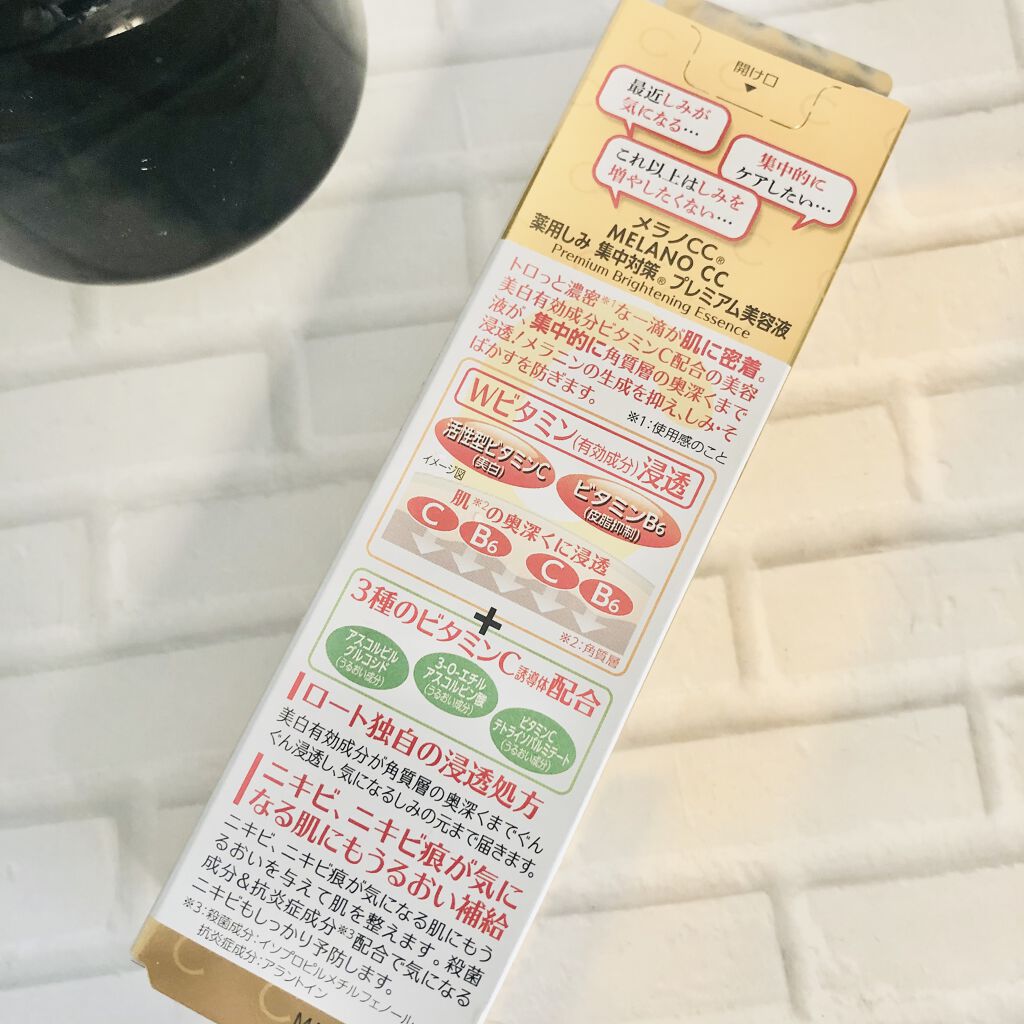 開け口
▼
最近しみが
気になる…
集中的に
ケアしたい…
これ以上はしみを
増やしたくない…
メラノCC®
MELANO CC
薬用しみ 集中対策® プレミアム美容液
Premium Brightening Essence
トロっと濃密※1な一滴が肌に密着。
美白有効成分ビタミンC配合の美容
液が、集中的に角質層の奥深くまで
浸透!メラニンの生成を抑え、しみ・そ
ばかすを防ぎます。
※1:使用感のこと
Wビタミン(有効成分)浸透
活性型ビタミンC
(美白)
ビタミンB6
(皮脂抑制)
イメージ図
肌※2の奥深くに浸透
C
B6
C
B6
※2:角質層
+
3種のビタミンC誘導体配合
アスコルビル
グルコシド
(うるおい成分)
3-O-エチル
アスコルビン酸
(うるおい成分)
ビタミンC
テトライソパルミテート
(うるおい成分)
ロート独自の浸透処方
美白有効成分が角質層の奥深くまでぐん
ぐん浸透し、気になるしみの元まで届きます。
ニキビ、ニキビ痕が気に
なる肌にもうるおい補給
ニキビ、ニキビ痕が気になる肌にもう
るおいを与えて肌を整えます。殺菌
成分&抗炎症成分※3配合で気になる
ニキビもしっかり予防します。
※3:殺菌成分:イソプロピルメチルフェノール
抗炎症成分:アラントイン